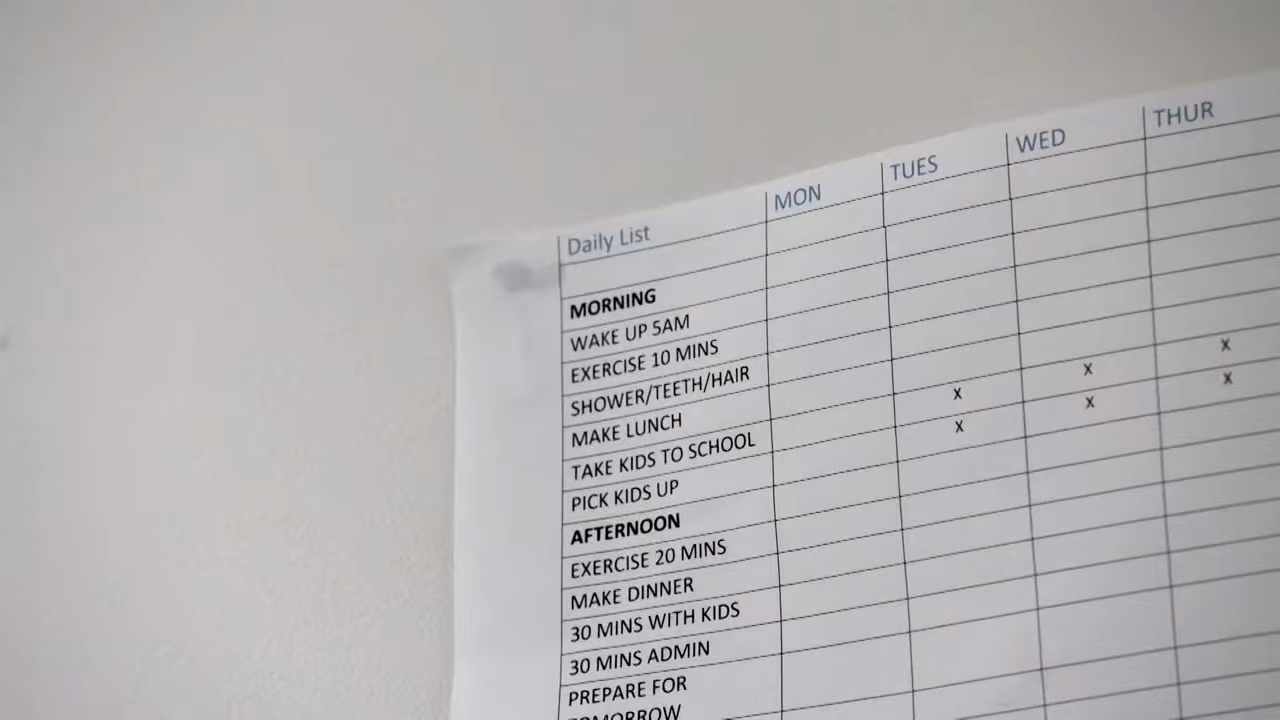 Daily List MON TUES WED THUR
MORNING
WAKE UP 5AM
EXERCISE 10 MINS
SHOWER/TEETH/HAIR
MAKE LUNCH
TAKE KIDS TO SCHOOL x x x
PICK KIDS UP x x x
AFTERNOON
EXERCISE 20 MINS
MAKE DINNER
30 MINS WITH KIDS
30 MINS ADMIN
PREPARE FOR
TOMORROW